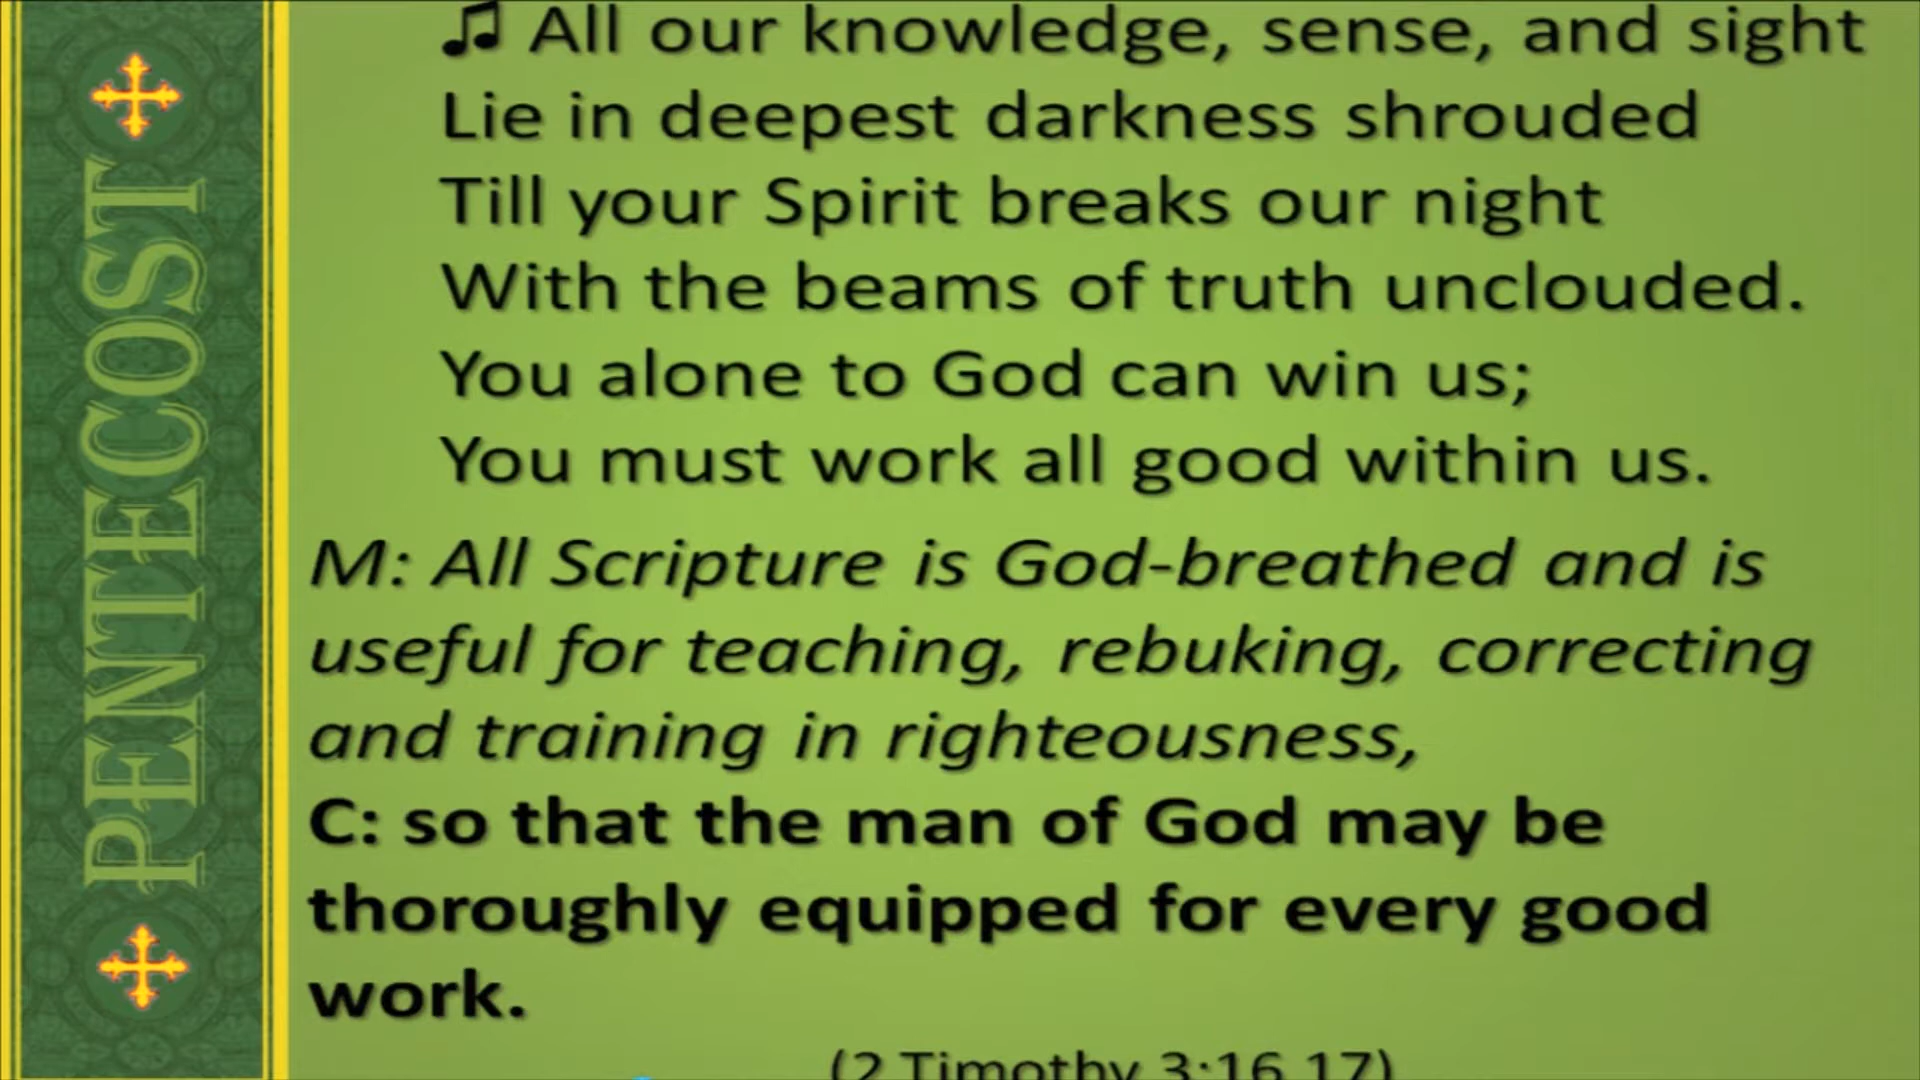 PENTECOST
♫ All our knowledge, sense, and sight
Lie in deepest darkness shrouded
Till your Spirit breaks our night
With the beams of truth unclouded.
You alone to God can win us;
You must work all good within us.
M: All Scripture is God-breathed and is
useful for teaching, rebuking, correcting
and training in righteousness,
C: so that the man of God may be
thoroughly equipped for every good
work.
(2 Timothy 3:16,17)